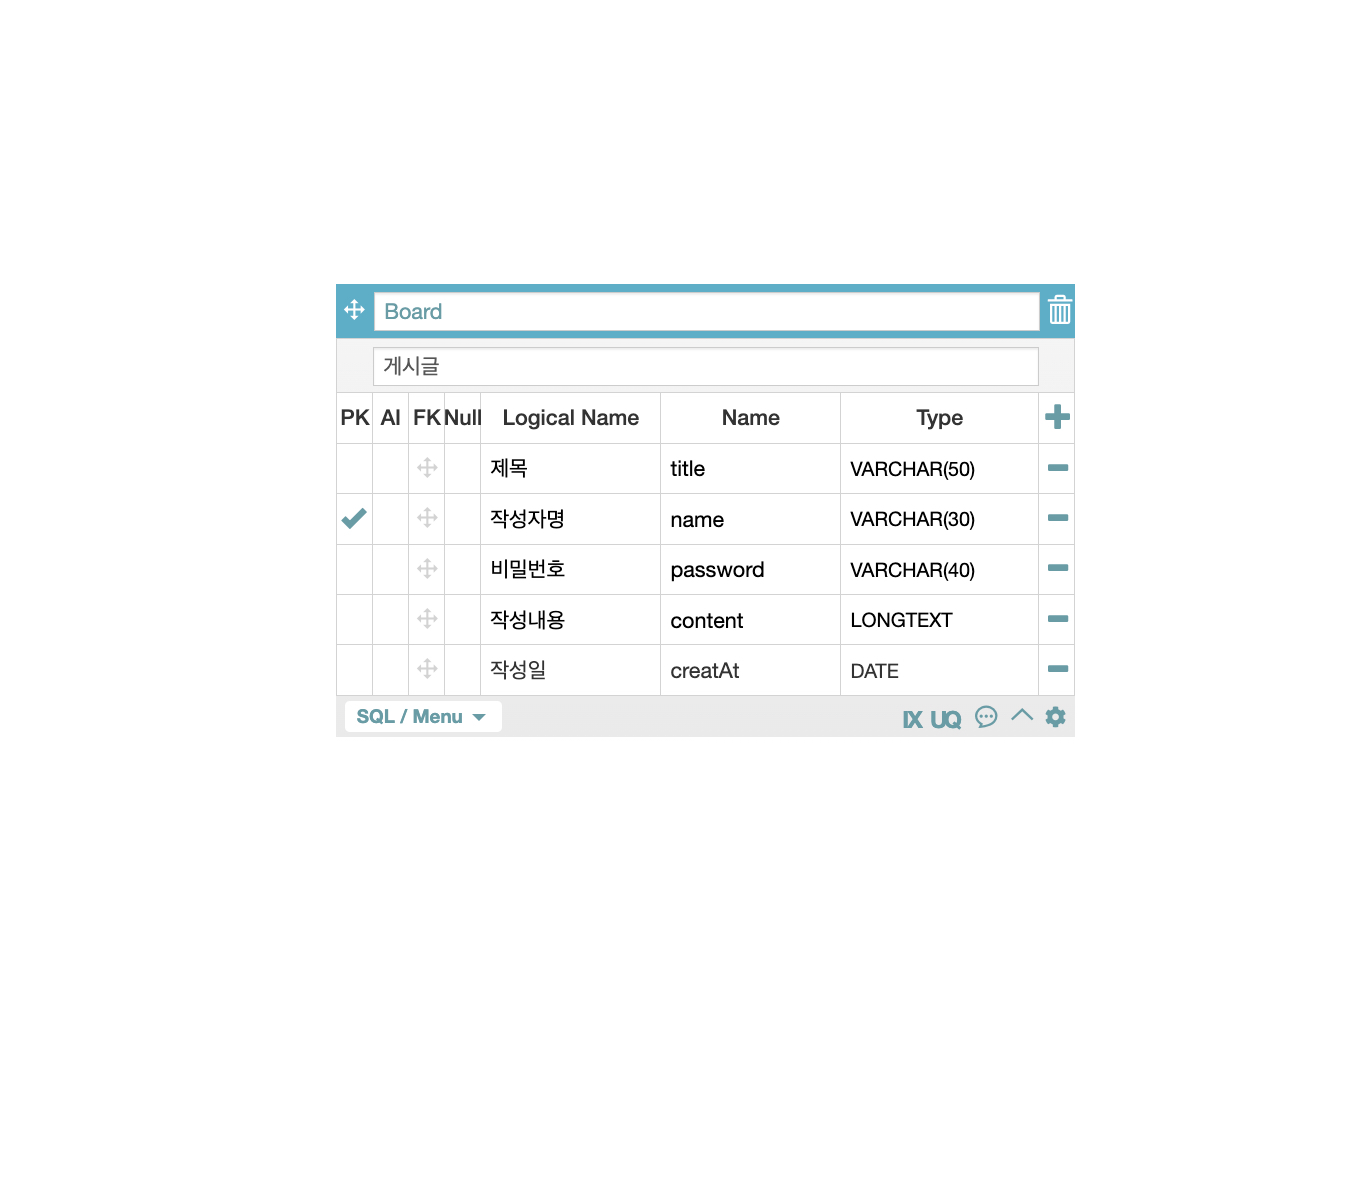 Board
게시글
PK AI FK Null Logical Name Name Type
제목 title VARCHAR(50)
작성자명 name VARCHAR(30)
비밀번호 password VARCHAR(40)
작성내용 content LONGTEXT
작성일 creatAt DATE
SQL / Menu IX UQ